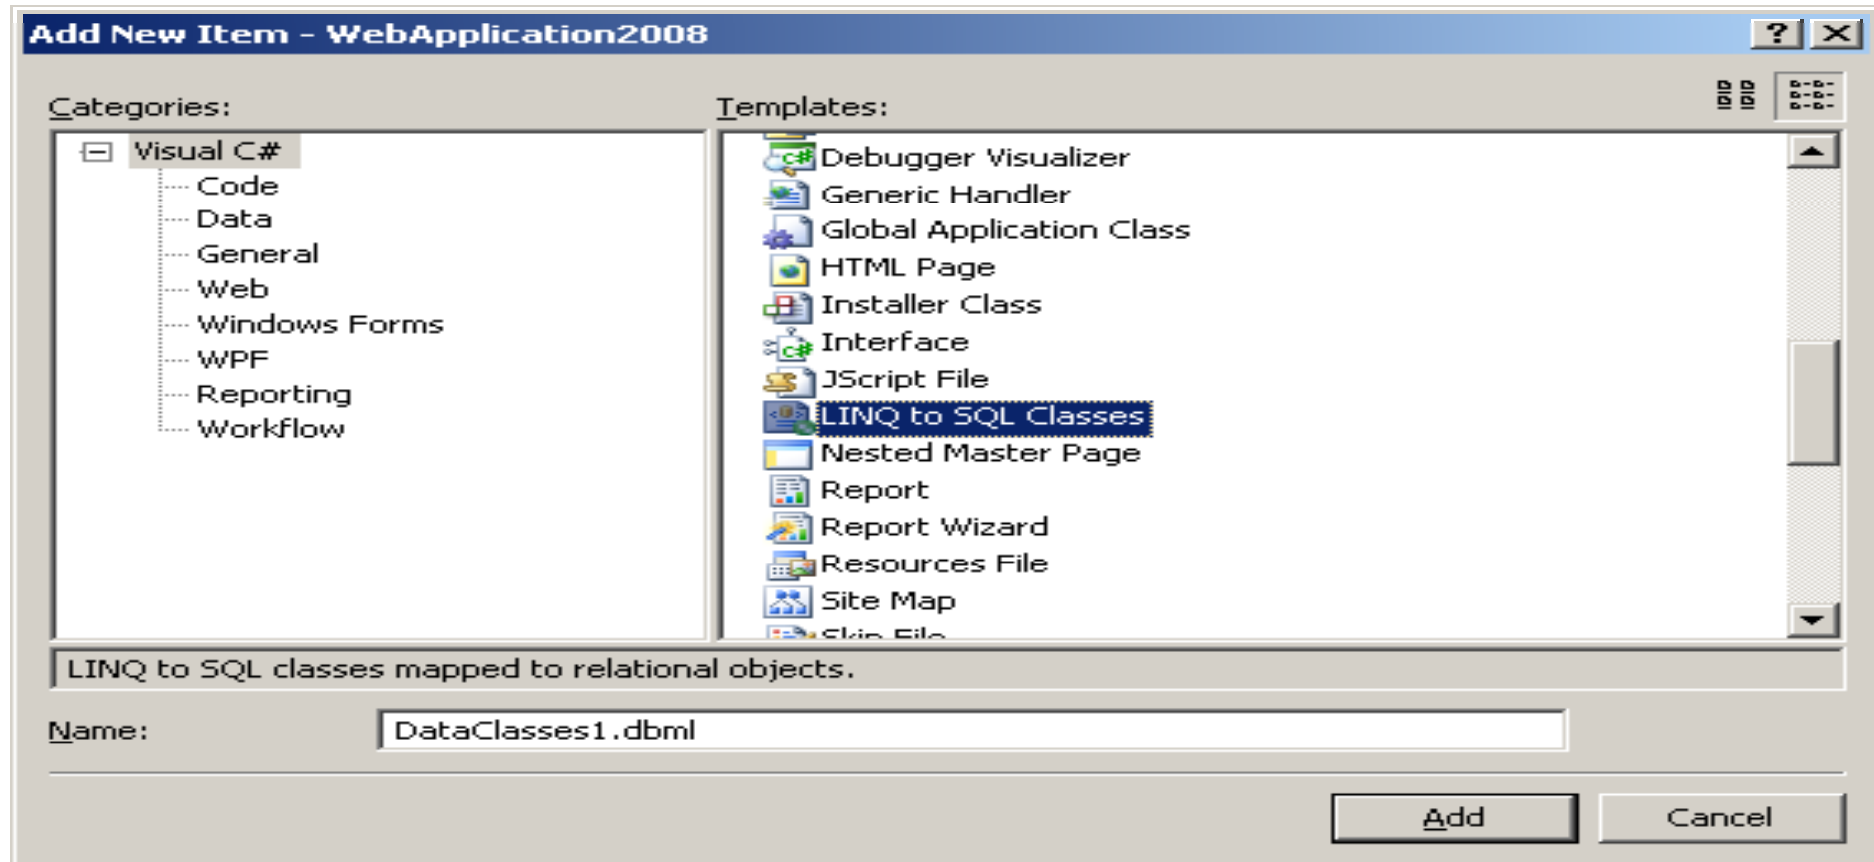 Add New Item - WebApplication2008
Categories:
Templates:
Visual C#
Code
Data
General
Web
Windows Forms
WPF
Reporting
Workflow
Debugger Visualizer
Generic Handler
Global Application Class
HTML Page
Installer Class
Interface
JScript File
LINQ to SQL Classes
Nested Master Page
Report
Report Wizard
Resources File
Site Map
Skin File
LINQ to SQL classes mapped to relational objects.
Name:
DataClasses1.dbml
Add
Cancel